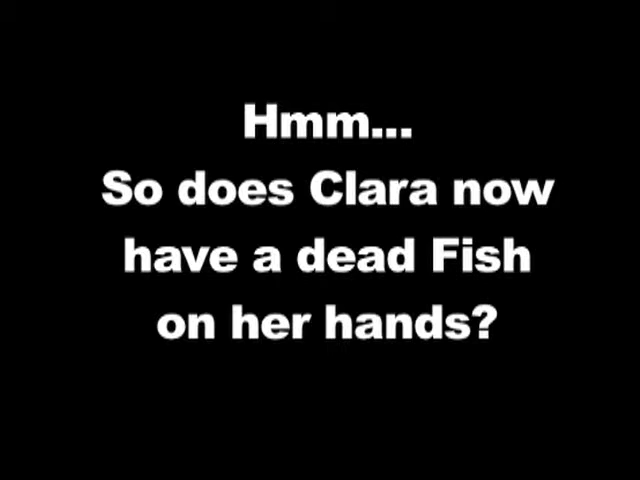 Hmm...
So does Clara now
have a dead Fish
on her hands?